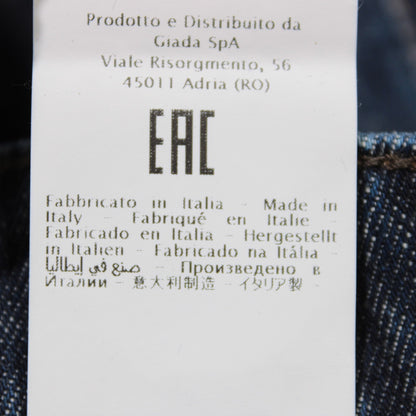 Prodotto e Distribuito da
Giada SpA
Viale Risorgmento, 56
45011 Adria (RO)
EAC
Fabbricato in Italia - Made in
Italy - Fabriqué en Italie -
Fabricado en Italia - Hergestellt
in Italien - Fabricado na Itália -
صنع في إيطاليا - Произведено в
Италии - 意大利制造 - イタリア製 -